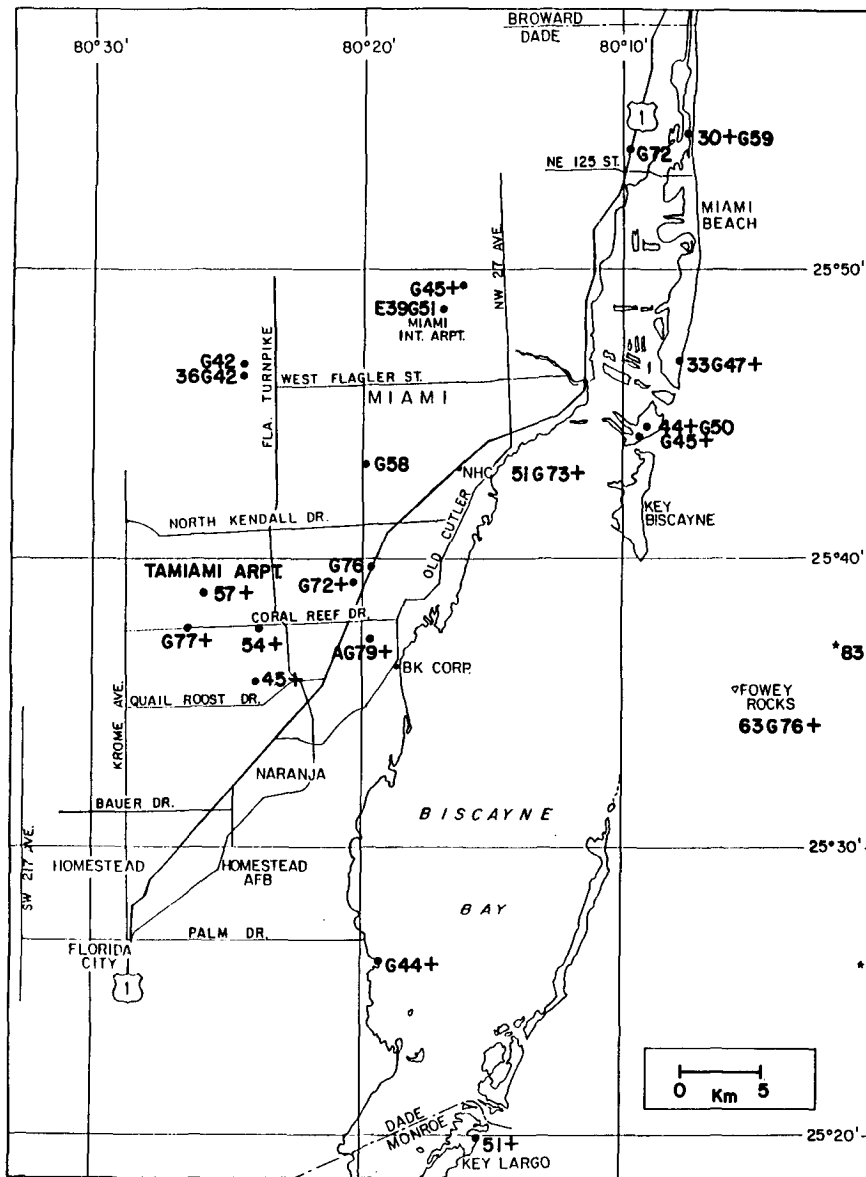 BROWARD
DADE
80°30'
80°20'
80°10'
1
30+G59
G72
NE 125 ST.
MIAMI
BEACH
NW 217 AVE.
25°50'
G45+
E39G51
MIAMI
INT. ARPT.
FLA. TURNPIKE
G42
36G42
WEST FLAGLER ST.
33G47+
MIAMI
44+G50
G45+
G58
NHC
51G73+
OLD CUTLER
KEY
BISCAYNE
NORTH KENDALL DR.
25°40'
G76
TAMIAMI ARPT.
G72+
57+
CORAL REEF DR.
G77+
54+
AG79+
*83
BK CORP.
45+
QUAIL ROOST DR.
FOWEY
ROCKS
63G76+
KROME AVE.
SW 217 AVE.
NARANJA
BAUER DR.
BISCAYNE
25°30'
HOMESTEAD
HOMESTEAD
AFB
BAY
PALM DR.
FLORIDA
CITY
G44+
*
1
0 5
Km
DADE
MONROE
51+
25°20'
KEY LARGO